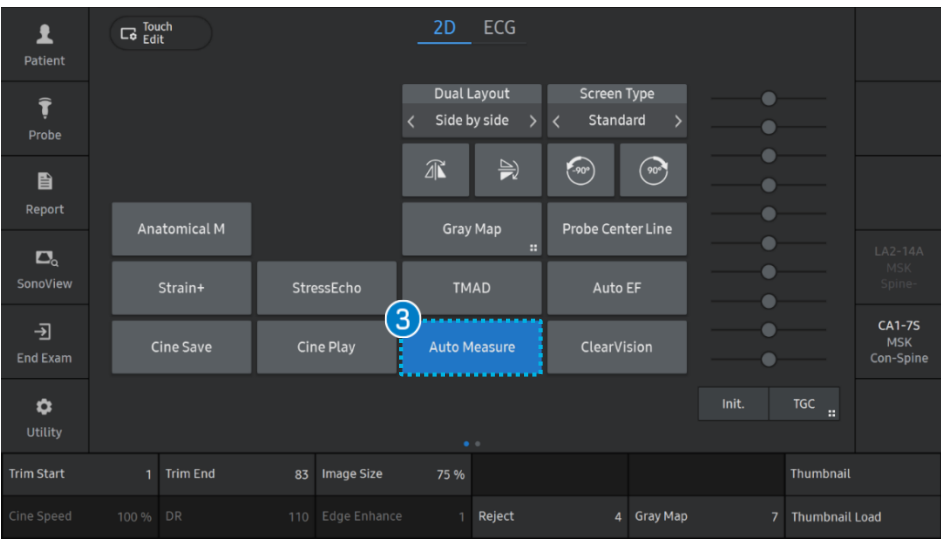 Touch
Edit
2D
ECG
Patient
Dual Layout
Screen Type
Side by side
Standard
Probe
-90°
90°
Report
Anatomical M
Gray Map
Probe Center Line
SonoView
Strain+
StressEcho
TMAD
Auto EF
LA2-14A
MSK
Spine-
3
End Exam
Cine Save
Cine Play
Auto Measure
ClearVision
CA1-7S
MSK
Con-Spine
Utility
Init.
TGC
Trim Start 1
Trim End 83
Image Size 75 %
Thumbnail
Cine Speed 100 %
DR 110
Edge Enhance 1
Reject 4
Gray Map 7
Thumbnail Load